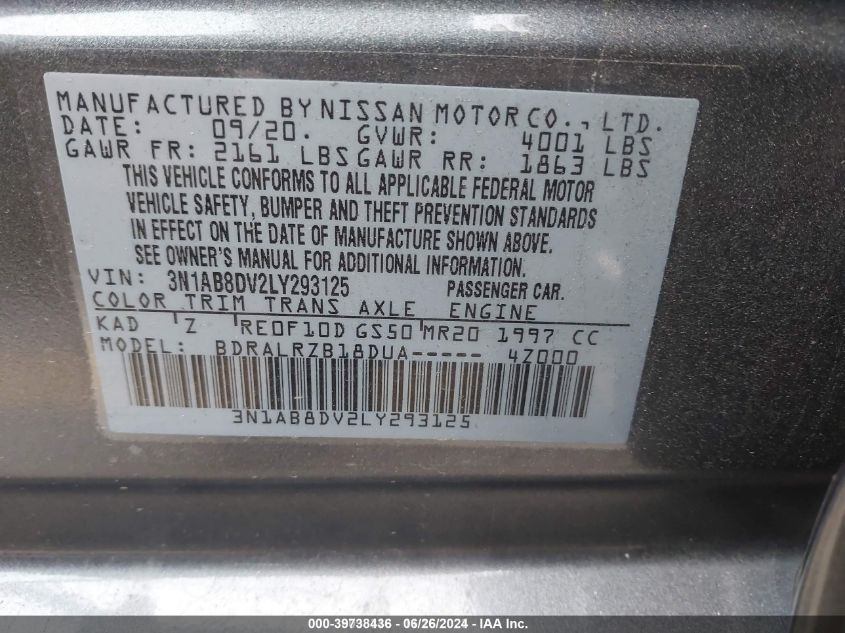 MANUFACTURED BY NISSAN MOTOR CO., LTD.
DATE: 09/20. GVWR: 4001 LBS
GAWR FR: 2161 LBS GAWR RR: 1863 LBS
THIS VEHICLE CONFORMS TO ALL APPLICABLE FEDERAL MOTOR
VEHICLE SAFETY, BUMPER AND THEFT PREVENTION STANDARDS
IN EFFECT ON THE DATE OF MANUFACTURE SHOWN ABOVE.
SEE OWNER'S MANUAL FOR ADDITIONAL INFORMATION.
VIN: 3N1AB8DV2LY293125 PASSENGER CAR.
COLOR TRIM TRANS AXLE ENGINE
KAD Z RE0F10D GS50 MR20 1997 CC
MODEL: BDRALRZB18DUA----- 4Z000
3N1AB8DV2LY293125
000-39738436 - 06/26/2024 - IAA Inc.